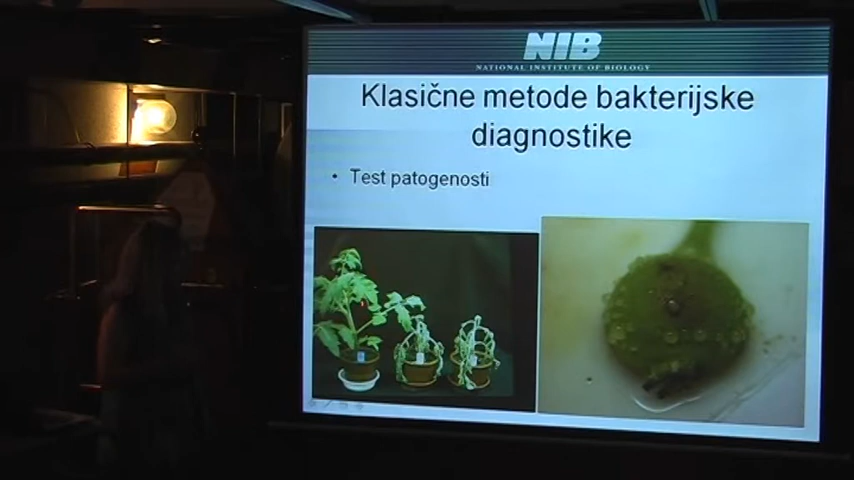 NIB
NATIONAL INSTITUTE OF BIOLOGY
Klasične metode bakterijske
diagnostike
• Test patogenosti